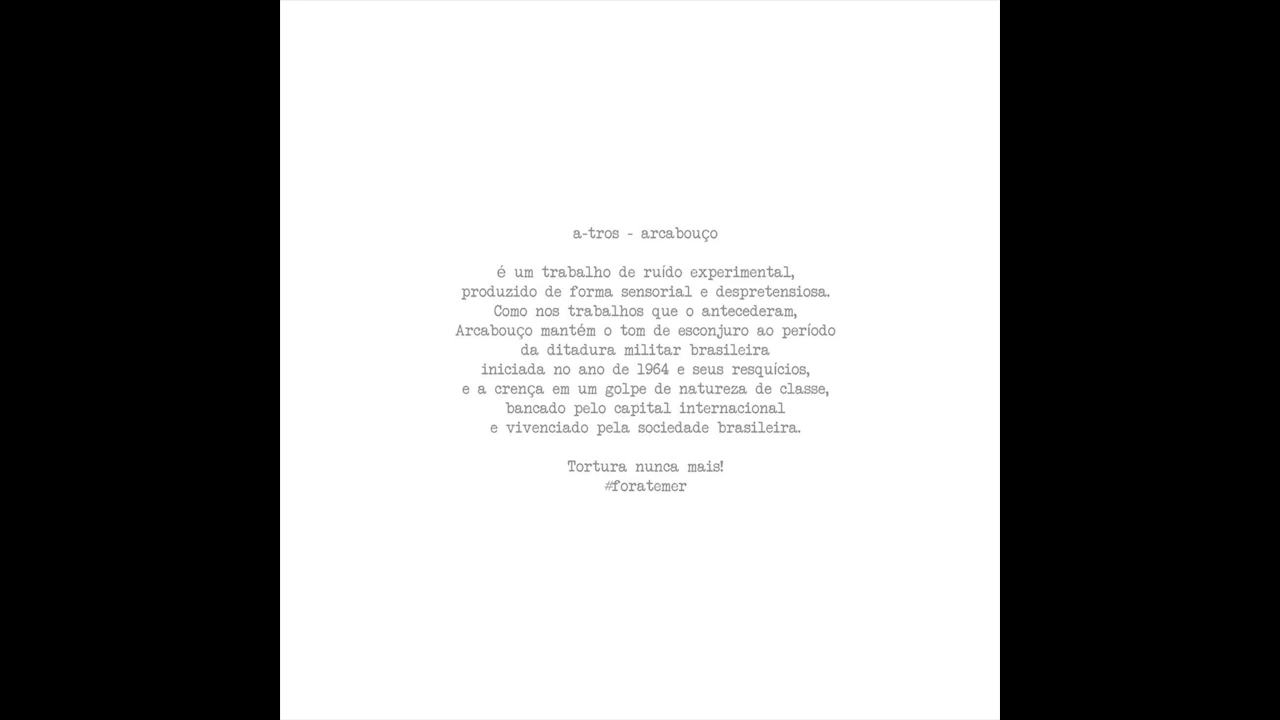 a-tros - arcabouço
é um trabalho de ruído experimental,
produzido de forma sensorial e despretensiosa.
Como nos trabalhos que o antecederam,
Arcabouço mantém o tom de esconjuro ao período
da ditadura militar brasileira
iniciada no ano de 1964 e seus resquícios,
e a crença em um golpe de natureza de classe,
bancado pelo capital internacional
e vivenciado pela sociedade brasileira.
Tortura nunca mais!
#foratemer